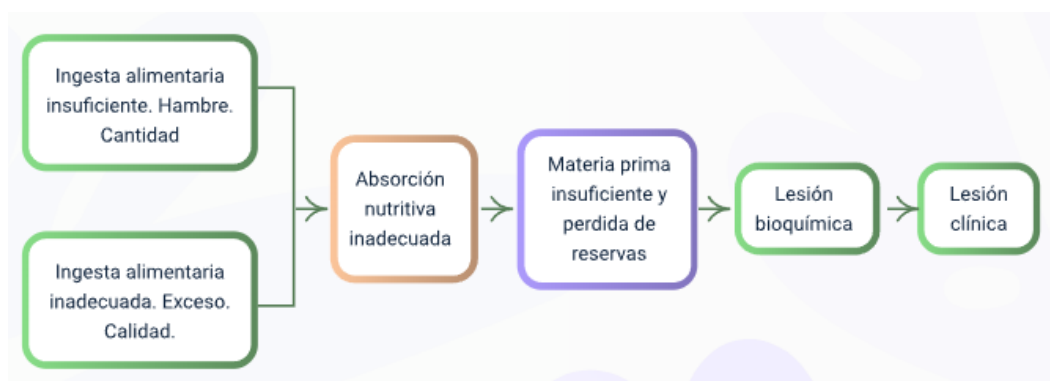 Ingesta alimentaria
insuficiente. Hambre.
Cantidad
Ingesta alimentaria
inadecuada. Exceso.
Calidad.
Absorción
nutritiva
inadecuada
Materia prima
insuficiente y
perdida de
reservas
Lesión
bioquímica
Lesión
clínica